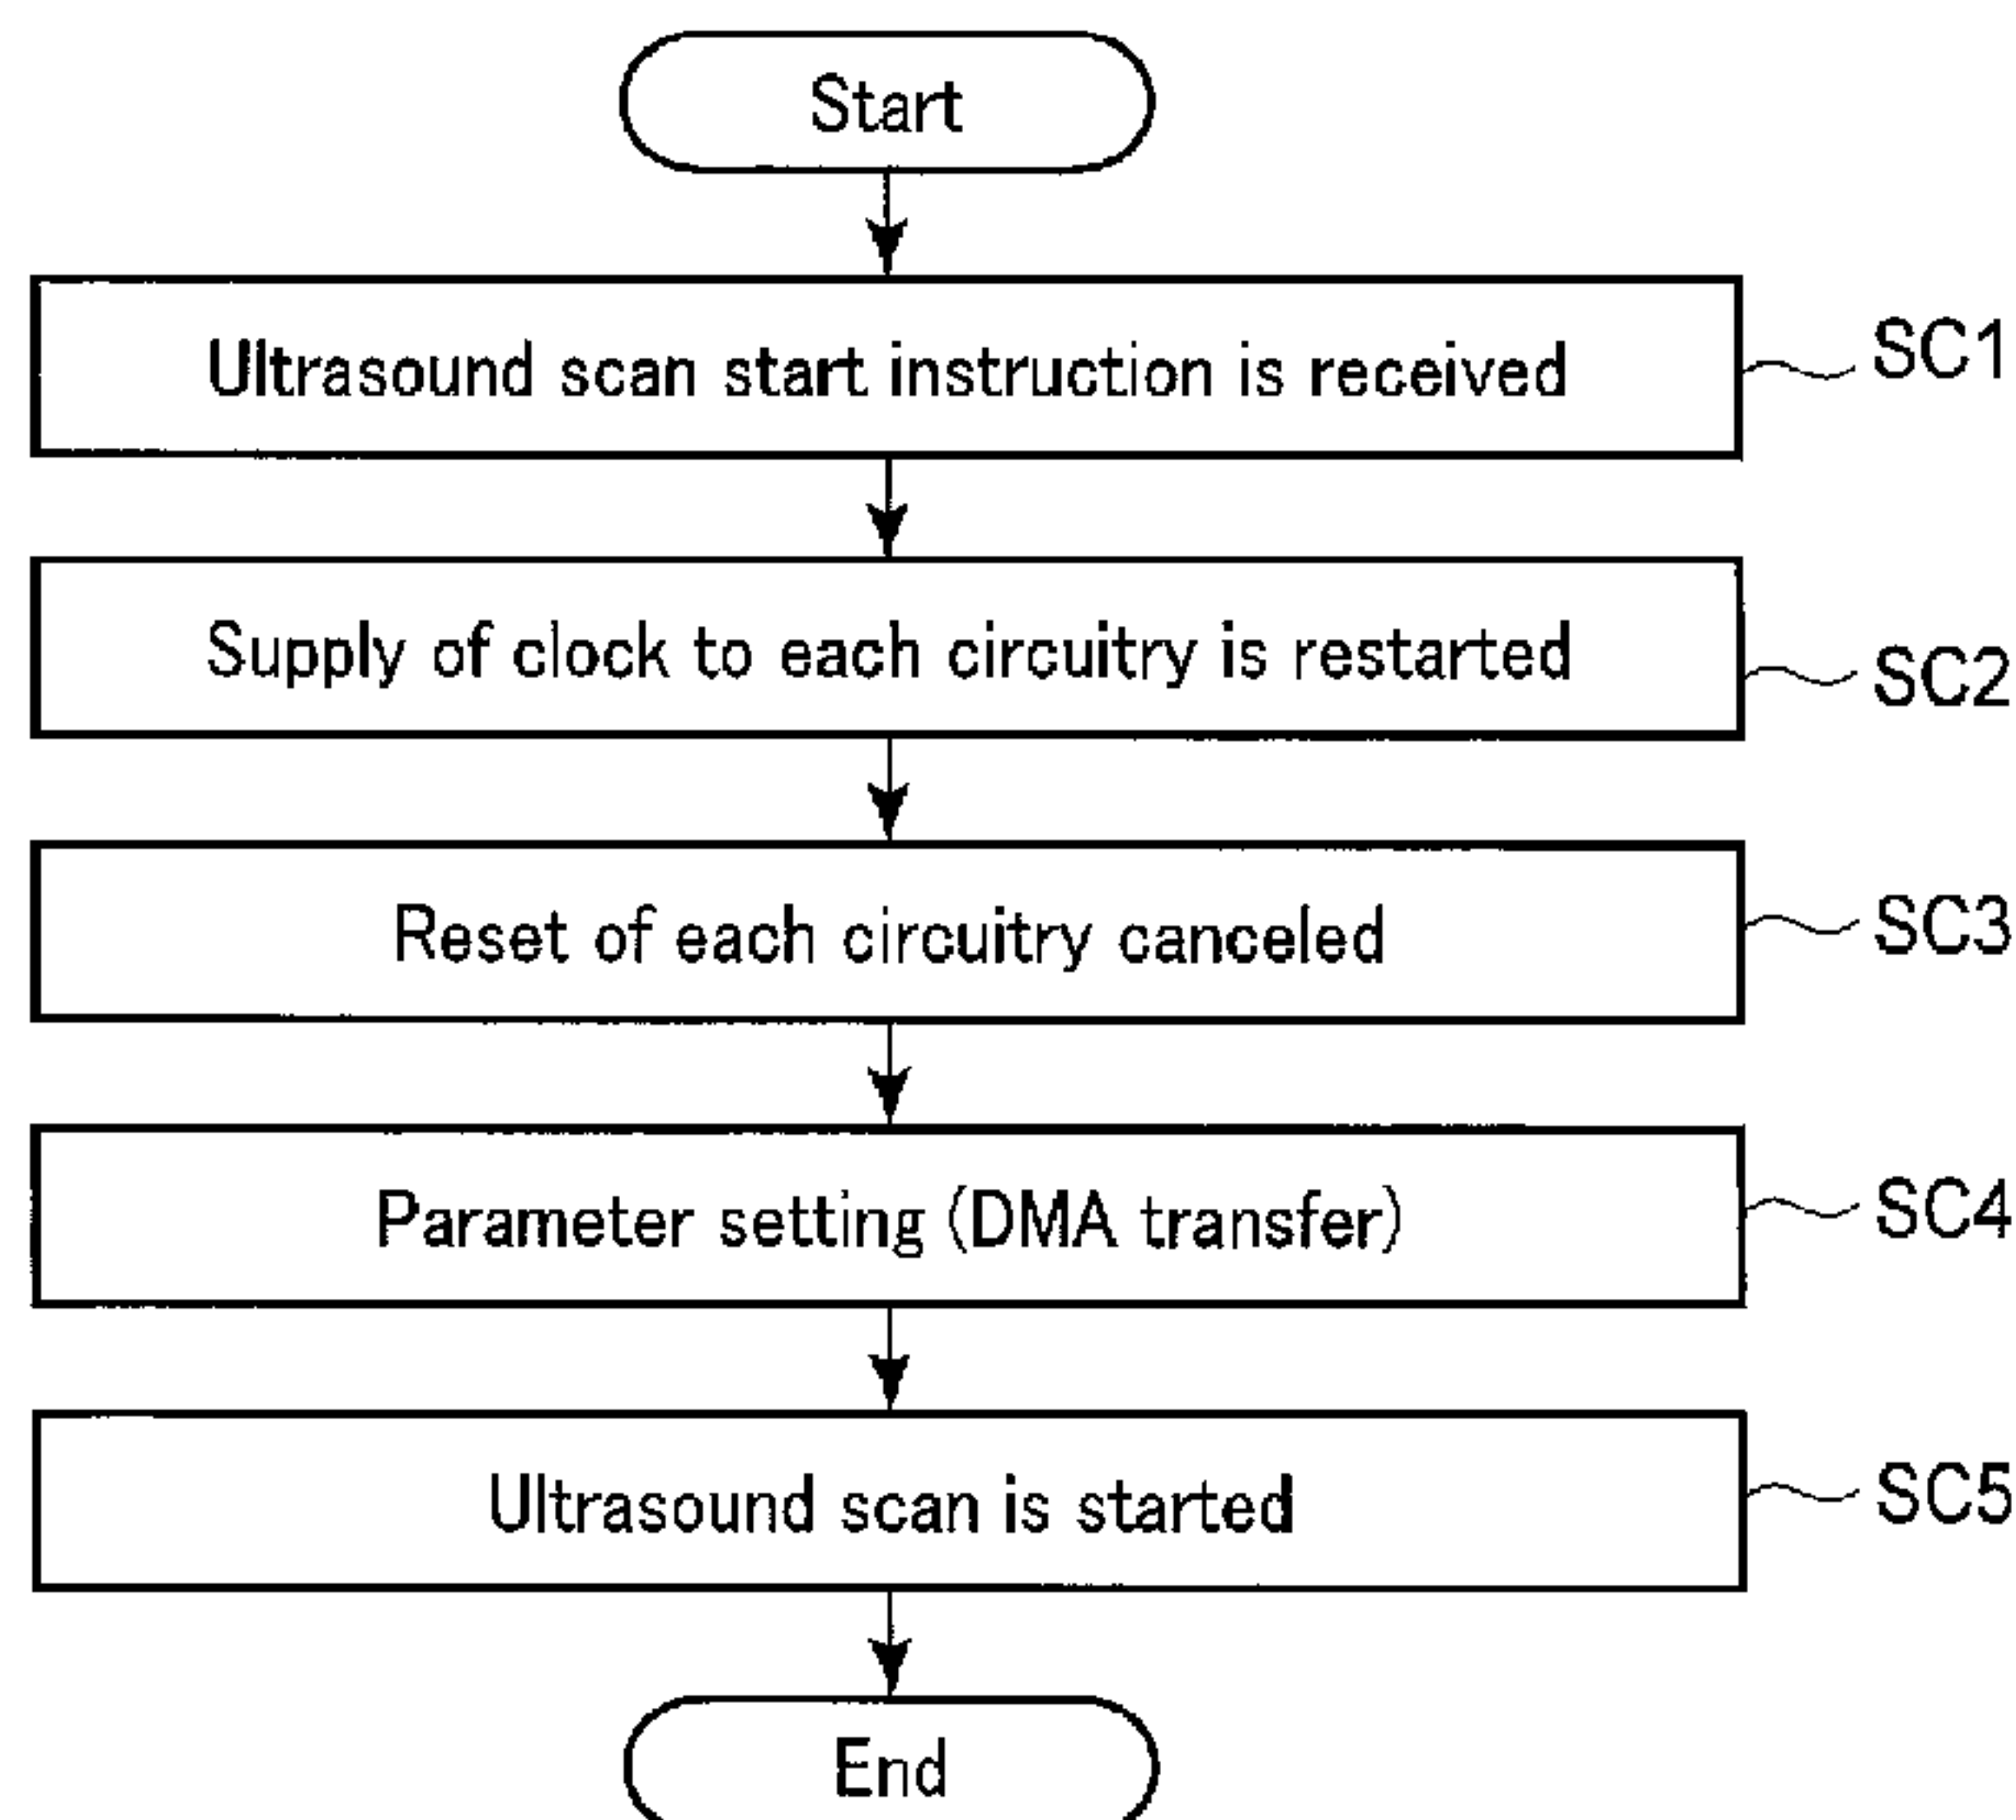 Start
Ultrasound scan start instruction is received
SC1
Supply of clock to each circuitry is restarted
SC2
Reset of each circuitry canceled
SC3
Parameter setting (DMA transfer)
SC4
Ultrasound scan is started
SC5
End